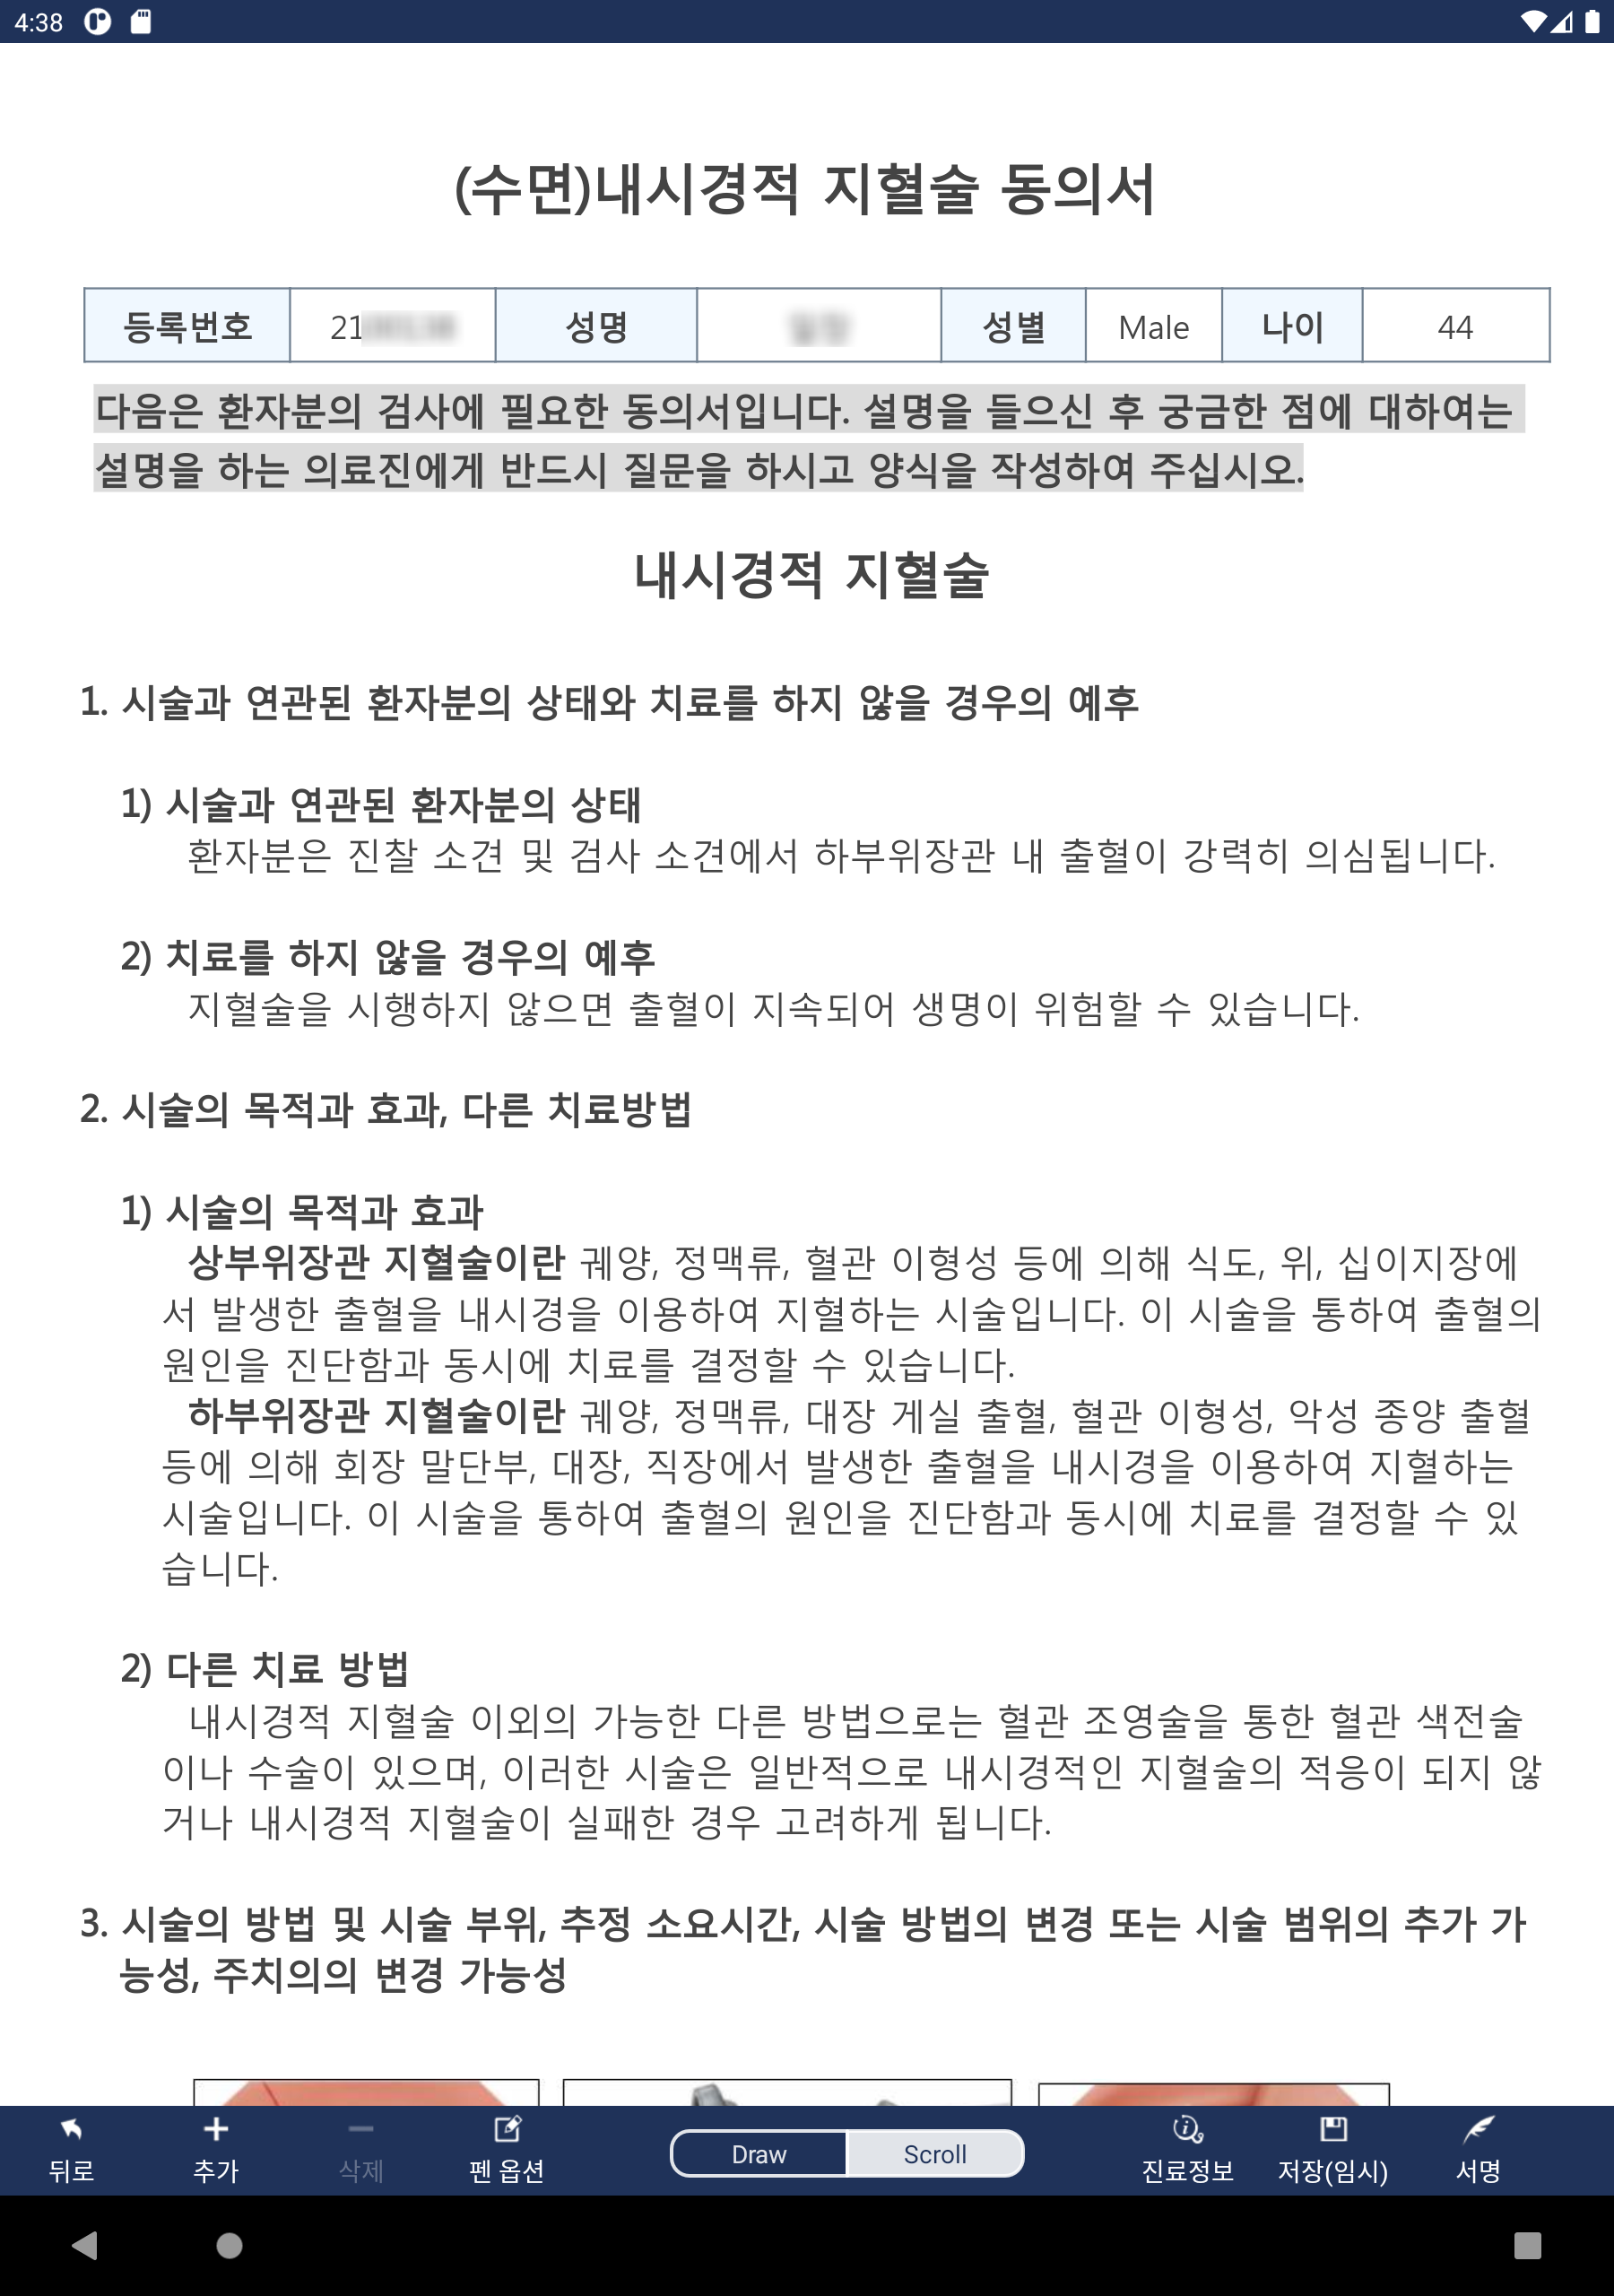 4:38
(수면)내시경적 지혈술 동의서
등록번호 21 성명 성별 Male 나이 44
다음은 환자분의 검사에 필요한 동의서입니다. 설명을 들으신 후 궁금한 점에 대하여는
설명을 하는 의료진에게 반드시 질문을 하시고 양식을 작성하여 주십시오.
내시경적 지혈술
1. 시술과 연관된 환자분의 상태와 치료를 하지 않을 경우의 예후
1) 시술과 연관된 환자분의 상태
환자분은 진찰 소견 및 검사 소견에서 하부위장관 내 출혈이 강력히 의심됩니다.
2) 치료를 하지 않을 경우의 예후
지혈술을 시행하지 않으면 출혈이 지속되어 생명이 위험할 수 있습니다.
2. 시술의 목적과 효과, 다른 치료방법
1) 시술의 목적과 효과
상부위장관 지혈술이란 궤양, 정맥류, 혈관 이형성 등에 의해 식도, 위, 십이지장에
서 발생한 출혈을 내시경을 이용하여 지혈하는 시술입니다. 이 시술을 통하여 출혈의
원인을 진단함과 동시에 치료를 결정할 수 있습니다.
하부위장관 지혈술이란 궤양, 정맥류, 대장 게실 출혈, 혈관 이형성, 악성 종양 출혈
등에 의해 회장 말단부, 대장, 직장에서 발생한 출혈을 내시경을 이용하여 지혈하는
시술입니다. 이 시술을 통하여 출혈의 원인을 진단함과 동시에 치료를 결정할 수 있
습니다.
2) 다른 치료 방법
내시경적 지혈술 이외의 가능한 다른 방법으로는 혈관 조영술을 통한 혈관 색전술
이나 수술이 있으며, 이러한 시술은 일반적으로 내시경적인 지혈술의 적응이 되지 않
거나 내시경적 지혈술이 실패한 경우 고려하게 됩니다.
3. 시술의 방법 및 시술 부위, 추정 소요시간, 시술 방법의 변경 또는 시술 범위의 추가 가
능성, 주치의의 변경 가능성
뒤로 추가 삭제 펜 옵션 Draw Scroll 진료정보 저장(임시) 서명